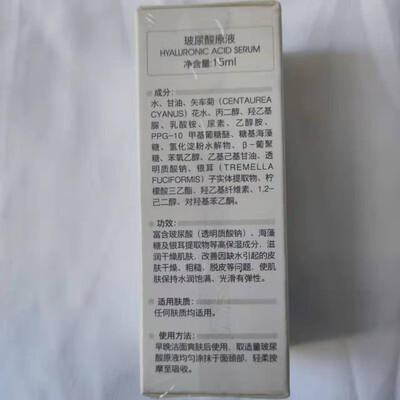 玻尿酸原液
HYALURONIC ACID SERUM
净含量:15ml
成分:
水、甘油、矢车菊(CENTAUREA
CYANUS)花水、丙二醇、羟乙基
脲、乳酸铵、尿素、乙醇胺、
PPG-10 甲基葡糖醚、糖基海藻
糖、氢化淀粉水解物、β-葡聚
糖、苯氧乙醇、乙基己基甘油、透
明质酸钠、银耳(TREMELLA
FUCIFORMIS)子实体提取物、柠
檬酸三乙酯、羟乙基纤维素、1,2-
己二醇、对羟基苯乙酮。
功效:
富含玻尿酸(透明质酸钠)、海藻
糖及银耳提取物等高保湿成分,滋
润干燥肌肤,改善因缺水引起的皮
肤干燥、粗糙、脱皮等问题,使肌
肤保持水润饱满、光滑有弹性。
适用肤质:
任何肤质均适用。
使用方法:
早晚洁面爽肤后使用,取适量玻尿
酸原液均匀涂抹于面颈部,轻柔按
摩至吸收。